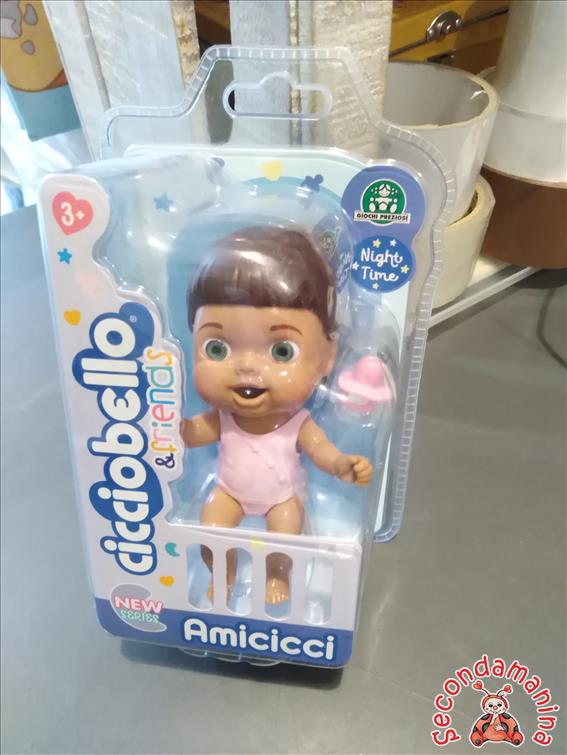 3+
GIOCHI PREZIOSI
Night
Time
cicciobello®
&friends
NEW
SERIES
Amicicci
Secondamanina